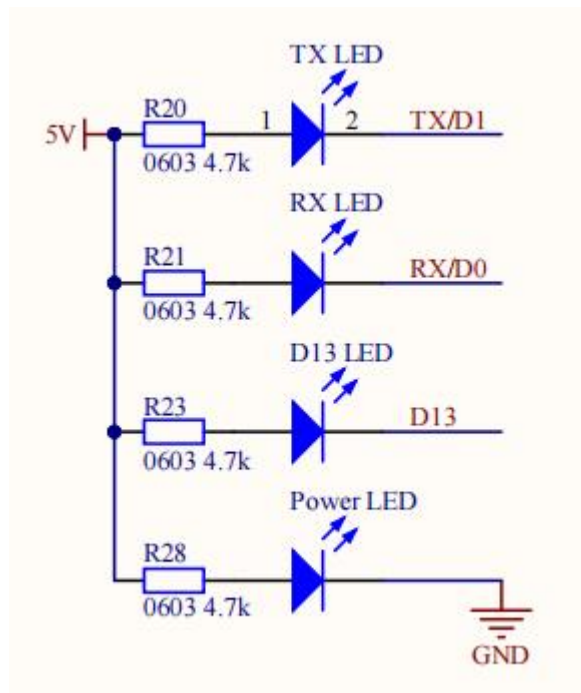 TX LED
R20
1
2
TX/D1
5V
0603 4.7k
RX LED
R21
RX/D0
0603 4.7k
D13 LED
R23
D13
0603 4.7k
Power LED
R28
0603 4.7k
GND